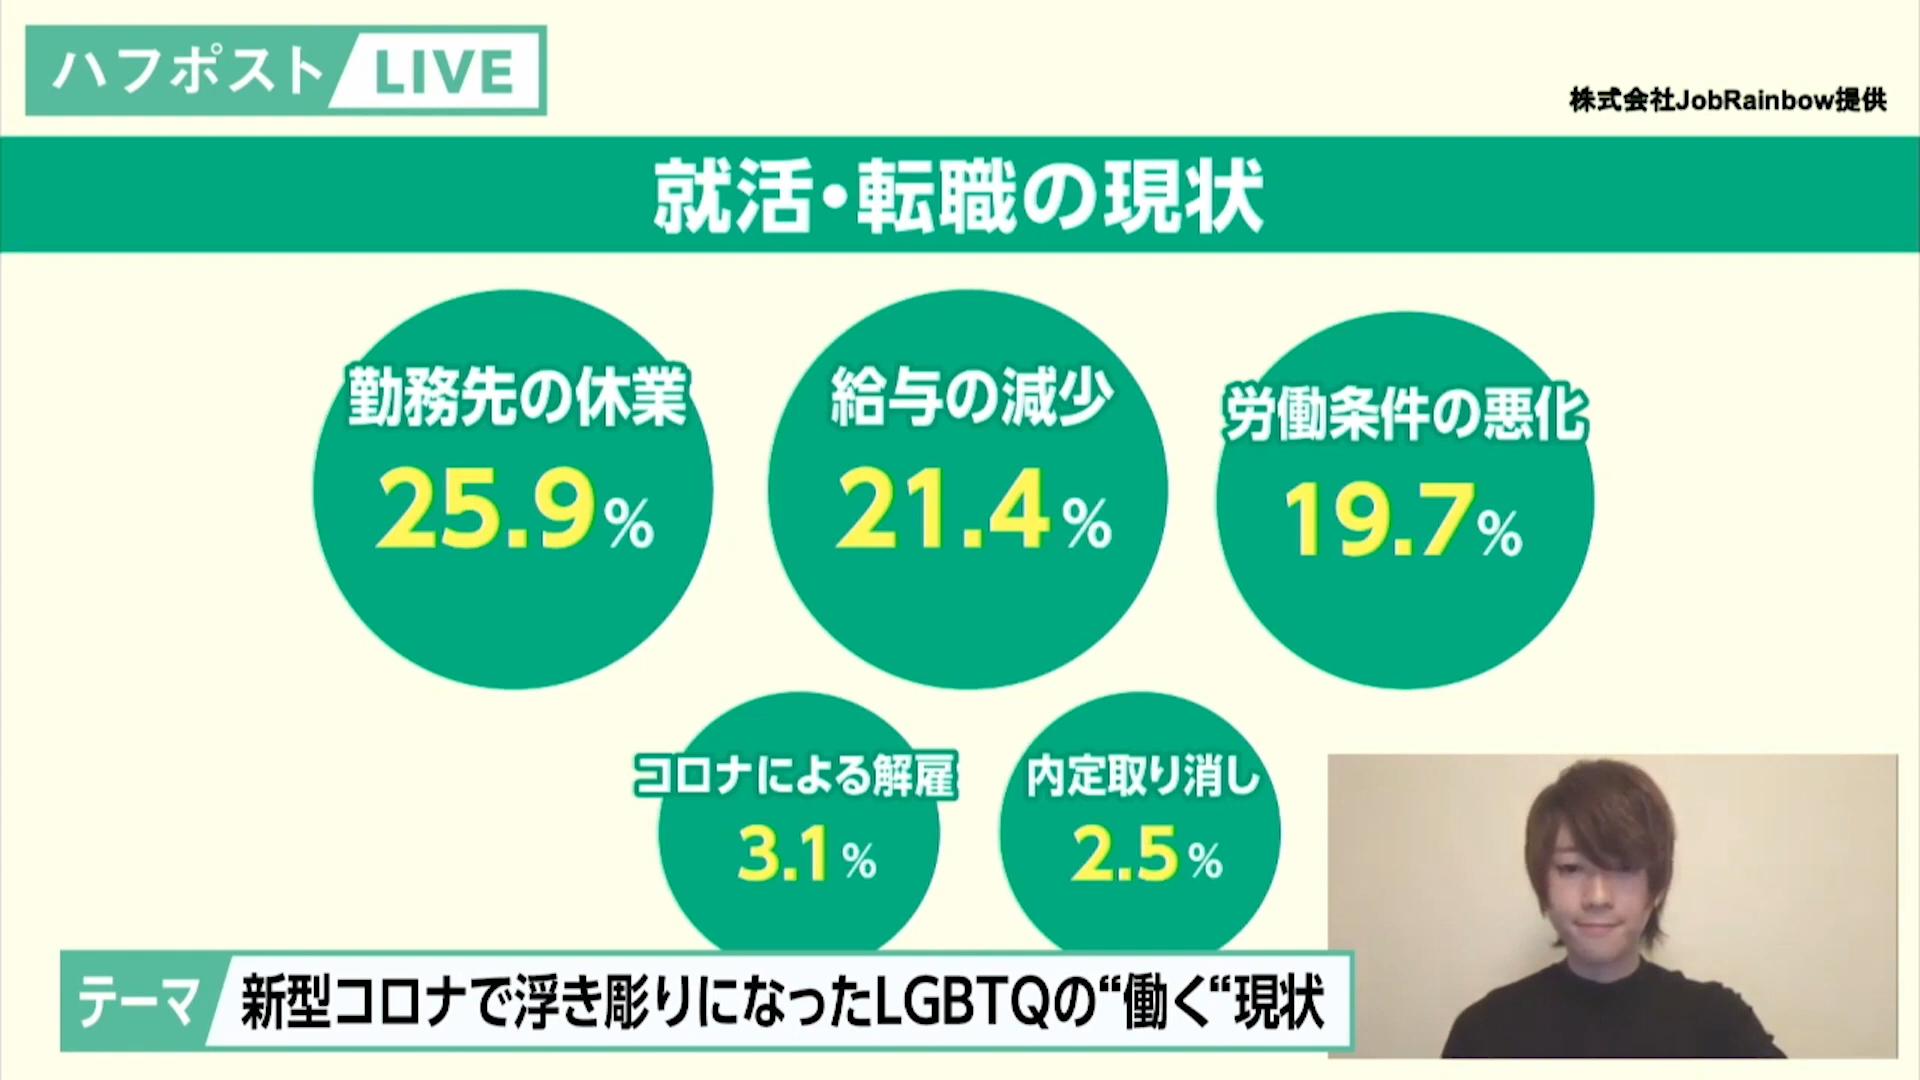 ハフポスト LIVE
株式会社JobRainbow提供
就活・転職の現状
勤務先の休業
25.9%
給与の減少
21.4%
労働条件の悪化
19.7%
コロナによる解雇
3.1%
内定取り消し
2.5%
テーマ 新型コロナで浮き彫りになったLGBTQの“働く“現状